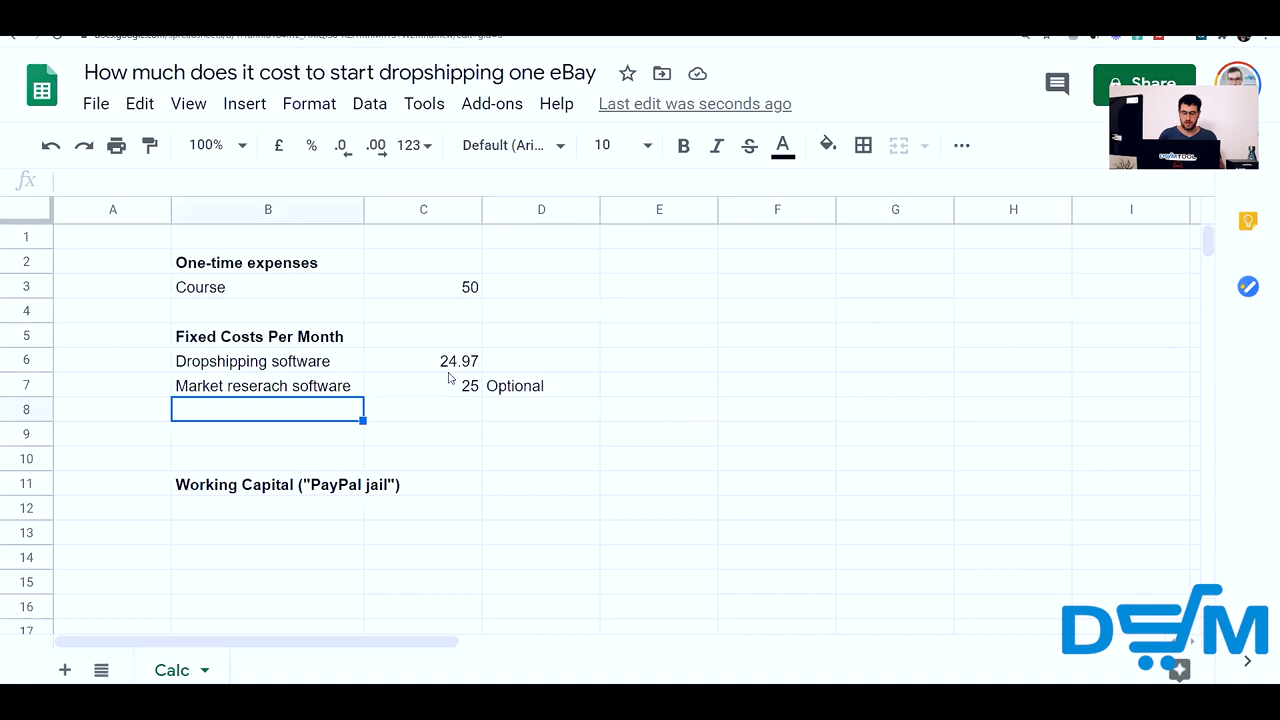 How much does it cost to start dropshipping one eBay
Share
File Edit View Insert Format Data Tools Add-ons Help Last edit was seconds ago
100% £ % .0 .00 123 Default (Ari... 10 B I S A
fx
A B C D E F G H I
1
2 One-time expenses
3 Course 50
4
5 Fixed Costs Per Month
6 Dropshipping software 24.97
7 Market reserach software 25 Optional
8
9
10
11 Working Capital ("PayPal jail")
12
13
14
15
16
17
Calc
DSM